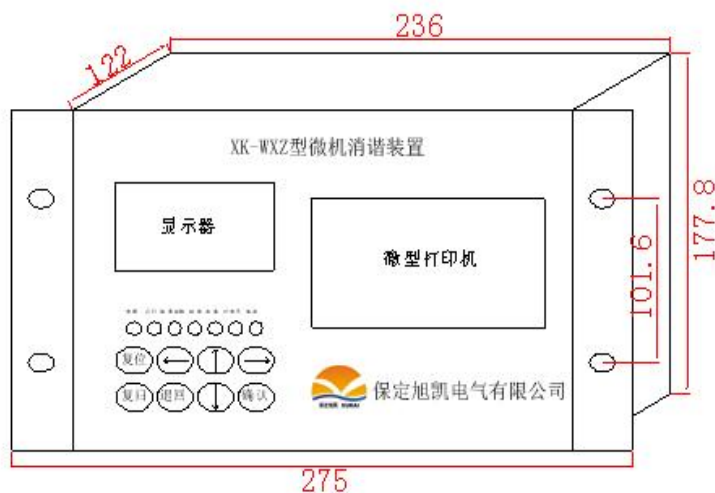 236
122
XK-WXZ型微机消谐装置
显示器
微型打印机
177.8
101.6
复位 ← ↑ →
复归 退回 ↓ 确认
保定旭凯电气有限公司
275